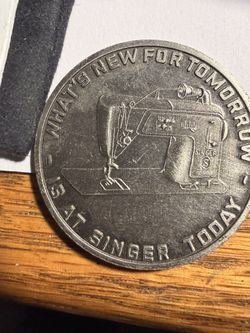 - WHAT'S NEW FOR TOMORROW -
IS AT SINGER TODAY